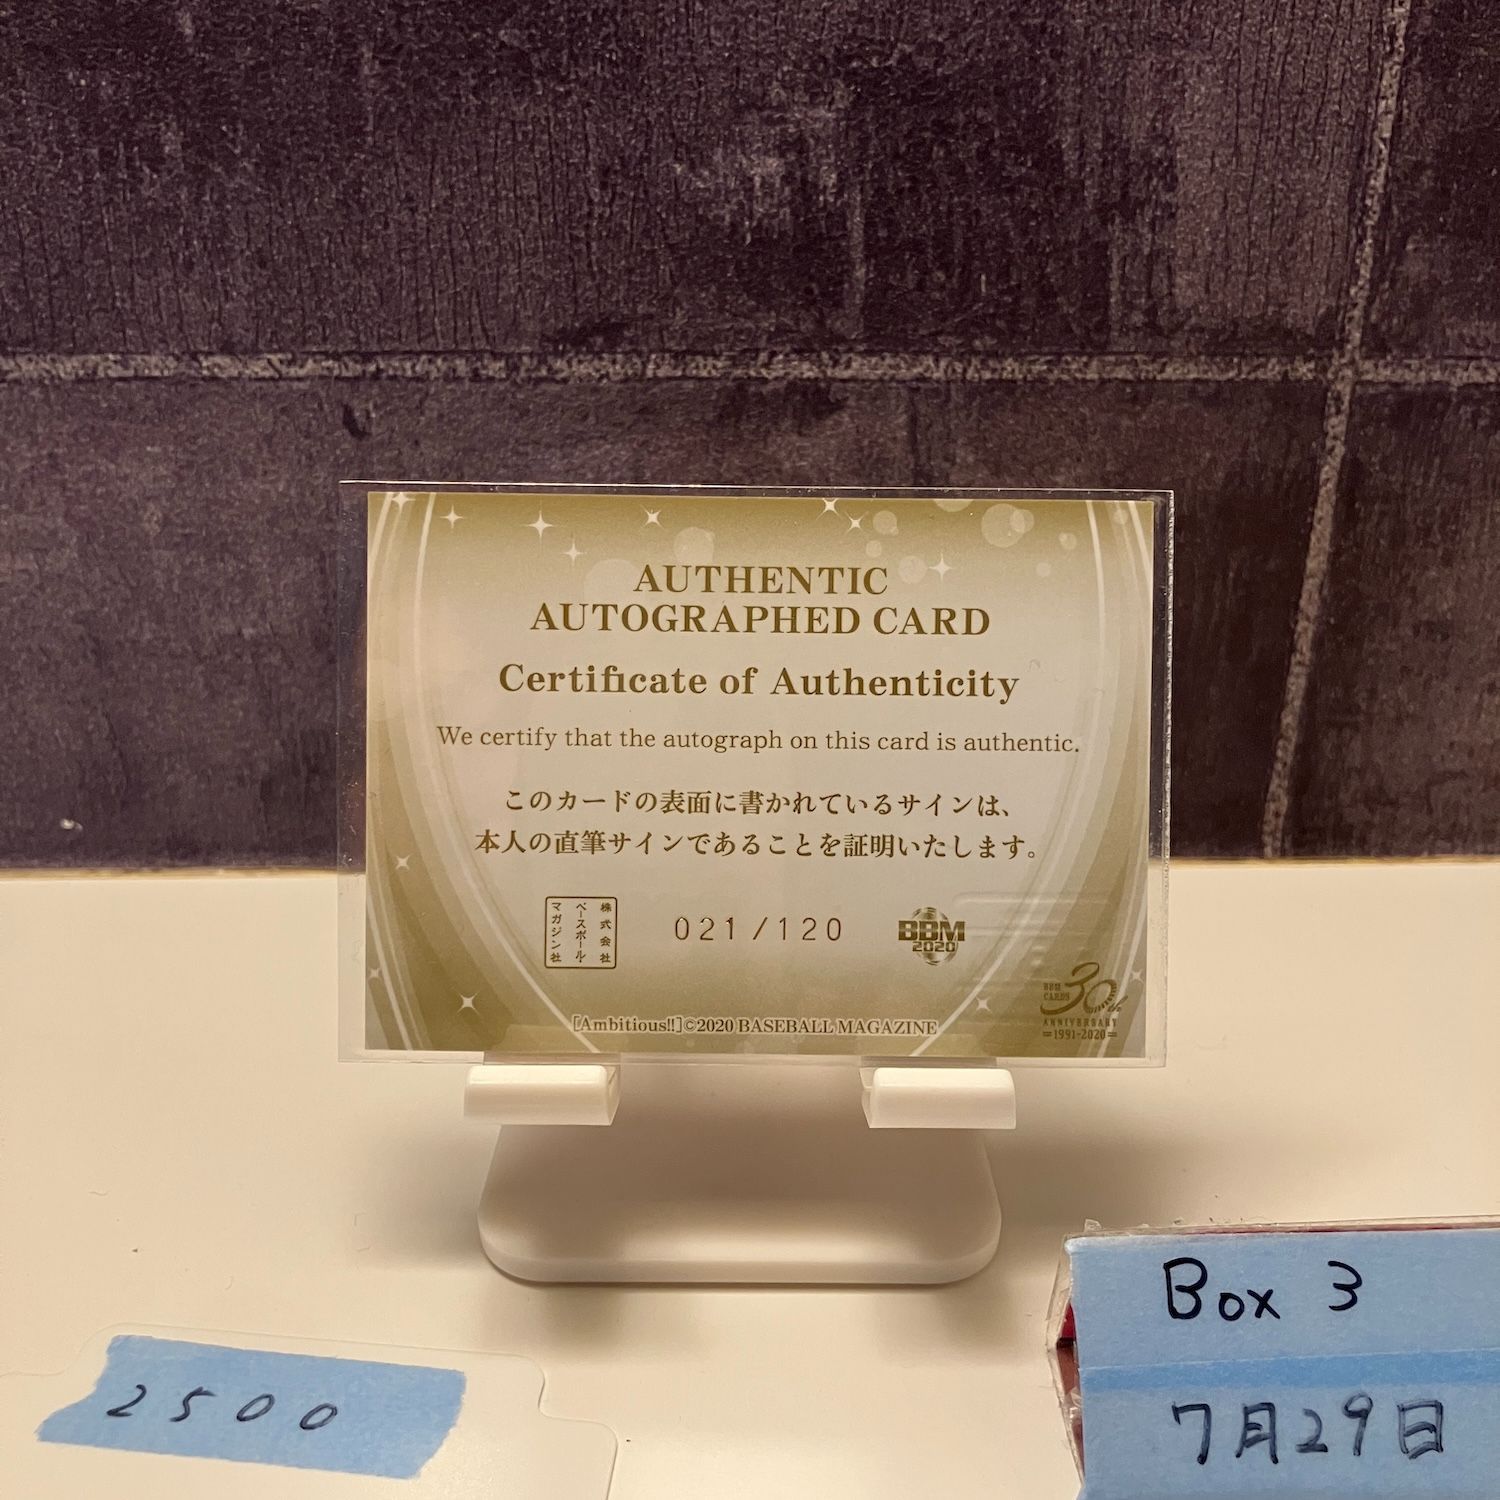 AUTHENTIC
AUTOGRAPHED CARD
Certificate of Authenticity
We certify that the autograph on this card is authentic.
このカードの表面に書かれているサインは、
本人の直筆サインであることを証明いたします。
株式会社
ベースボール・
マガジン社
021/120
BBM
2020
BBM
CARDS
30th
ANNIVERSARY
=1991-2020=
[Ambitious!!]©2020 BASEBALL MAGAZINE
Box 3
7月29日
2500